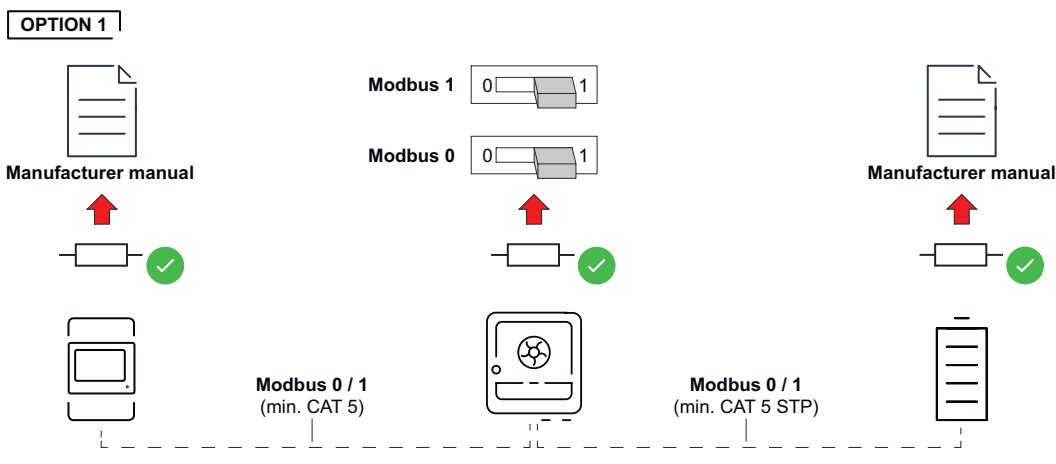 OPTION 1
Modbus 1
0
1
Modbus 0
0
1
Manufacturer manual
Manufacturer manual
Modbus 0 / 1
(min. CAT 5)
Modbus 0 / 1
(min. CAT 5 STP)